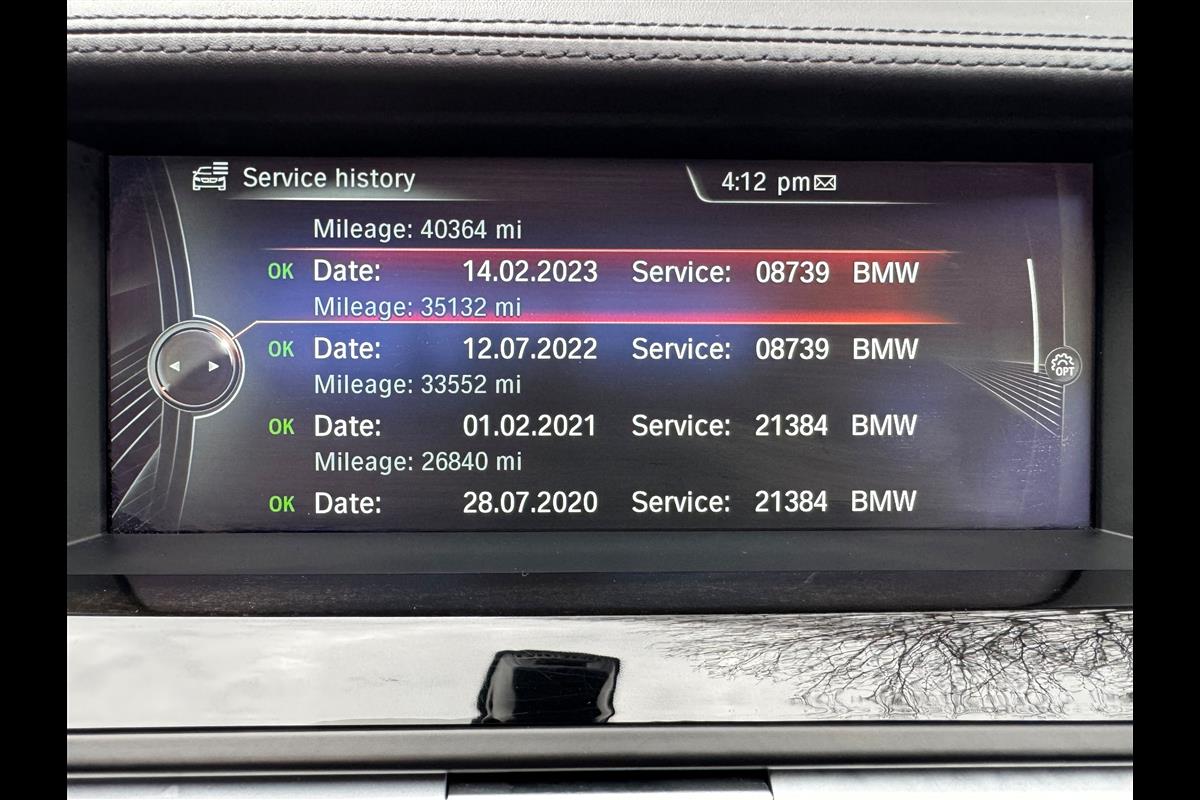 Service history 4:12 pm
Mileage: 40364 mi
OK Date: 14.02.2023 Service: 08739 BMW
Mileage: 35132 mi
OK Date: 12.07.2022 Service: 08739 BMW
Mileage: 33552 mi
OK Date: 01.02.2021 Service: 21384 BMW
Mileage: 26840 mi
OK Date: 28.07.2020 Service: 21384 BMW
OPT